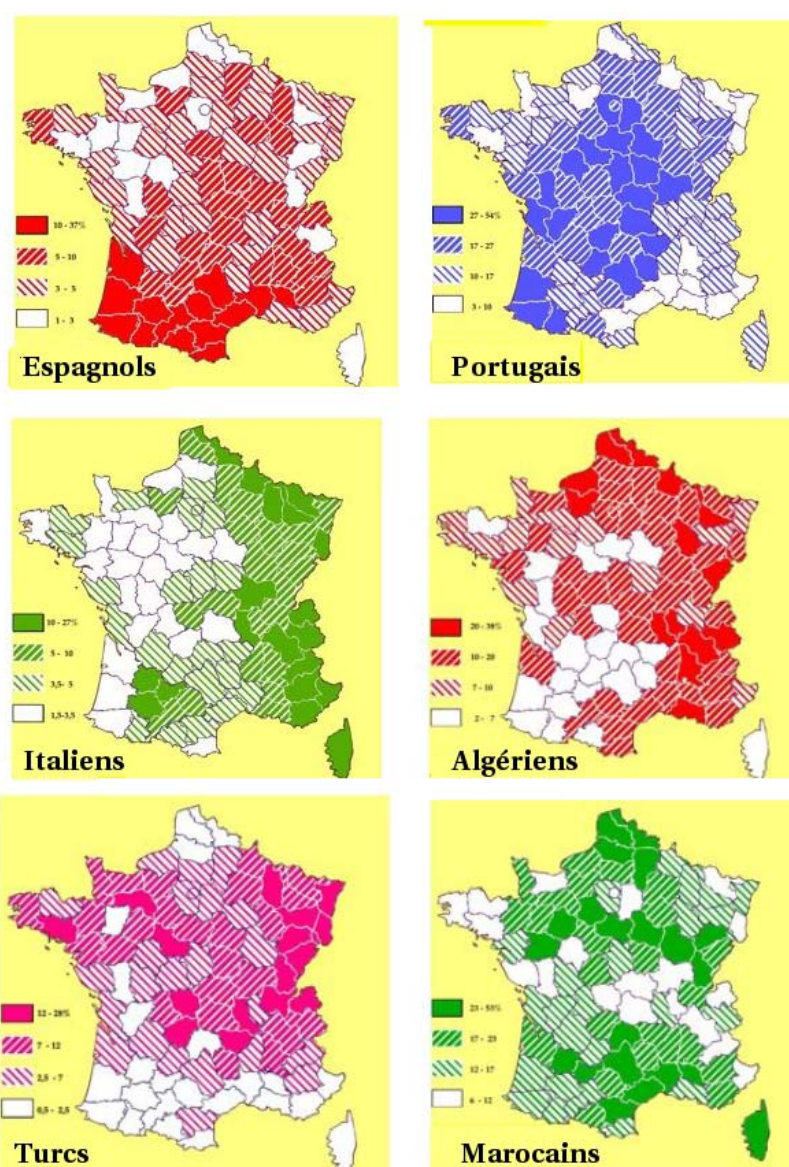 10 - 37%
5 - 10
3 - 5
1 - 3
Espagnols
27 - 54%
17 - 27
10 - 17
3 - 10
Portugais
10 - 27%
5 - 10
3,5- 5
1,5-3,5
Italiens
20 - 38%
10 - 20
7 - 10
2 - 7
Algériens
12 - 28%
7 - 12
2,5 - 7
0,5 - 2,5
Turcs
23 - 53%
17 - 23
12 - 17
6 - 12
Marocains